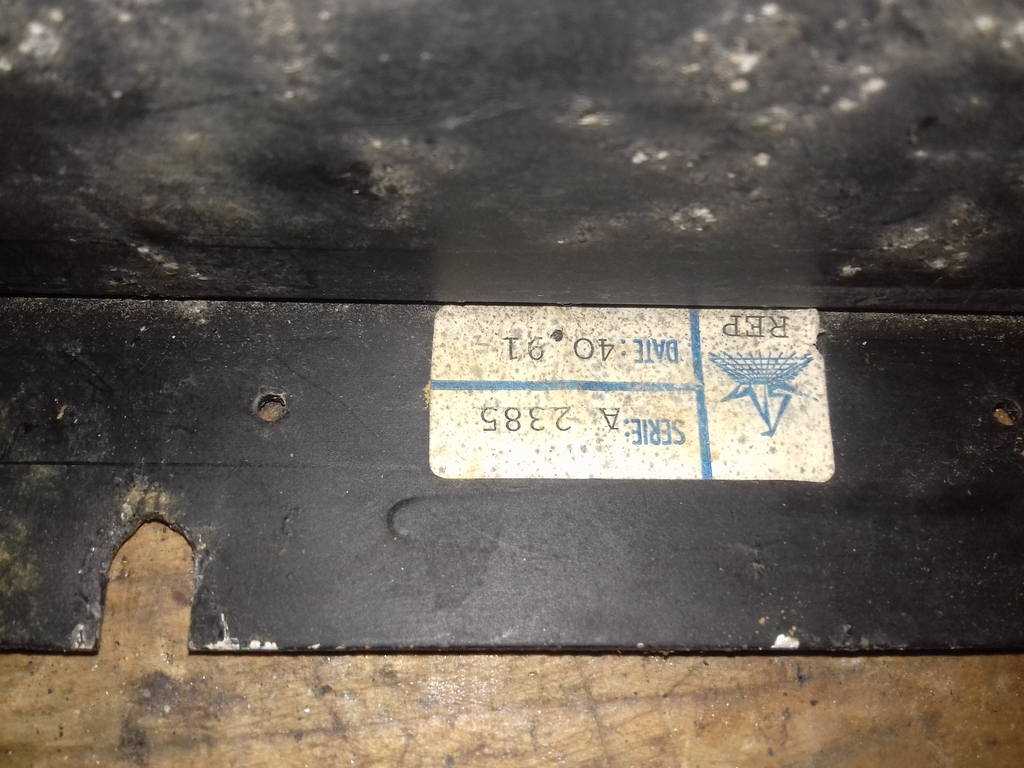 SERIE: A 2385
DATE: 40.91
REP